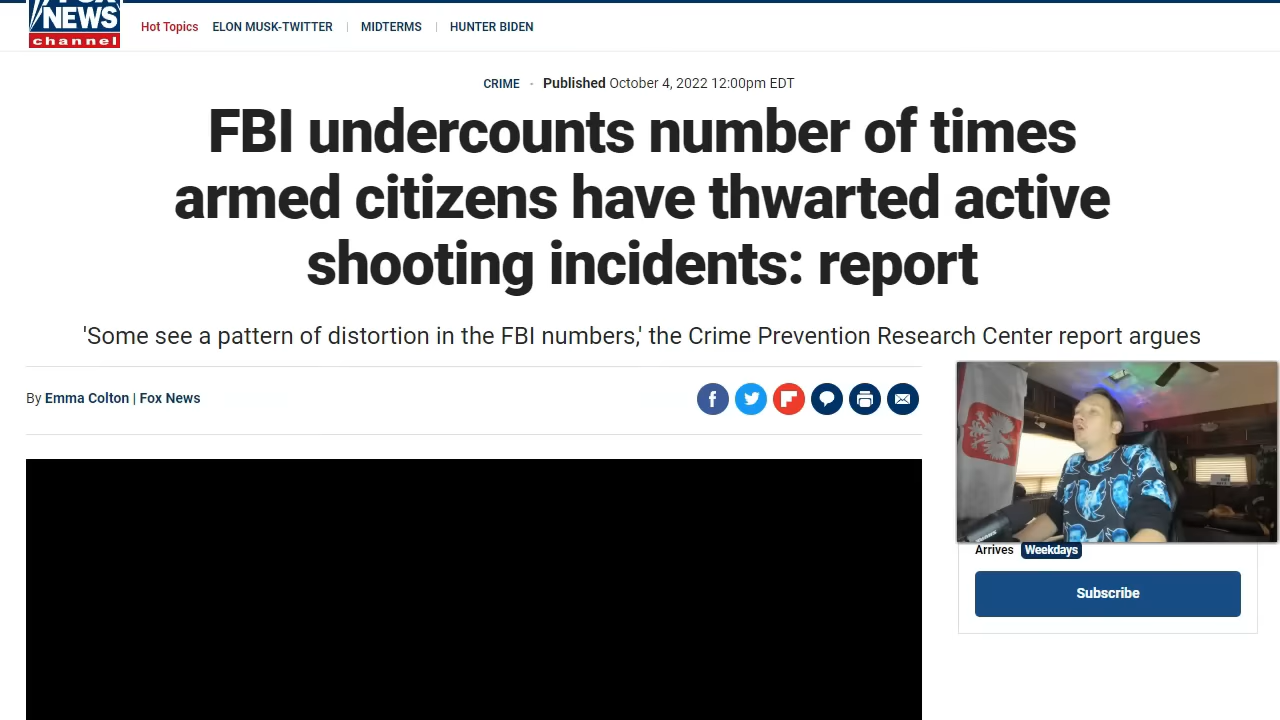 FOX
NEWS
channel
Hot Topics ELON MUSK-TWITTER MIDTERMS HUNTER BIDEN
CRIME - Published October 4, 2022 12:00pm EDT
FBI undercounts number of times
armed citizens have thwarted active
shooting incidents: report
'Some see a pattern of distortion in the FBI numbers,' the Crime Prevention Research Center report argues
By Emma Colton | Fox News
f
Arrives Weekdays
Subscribe